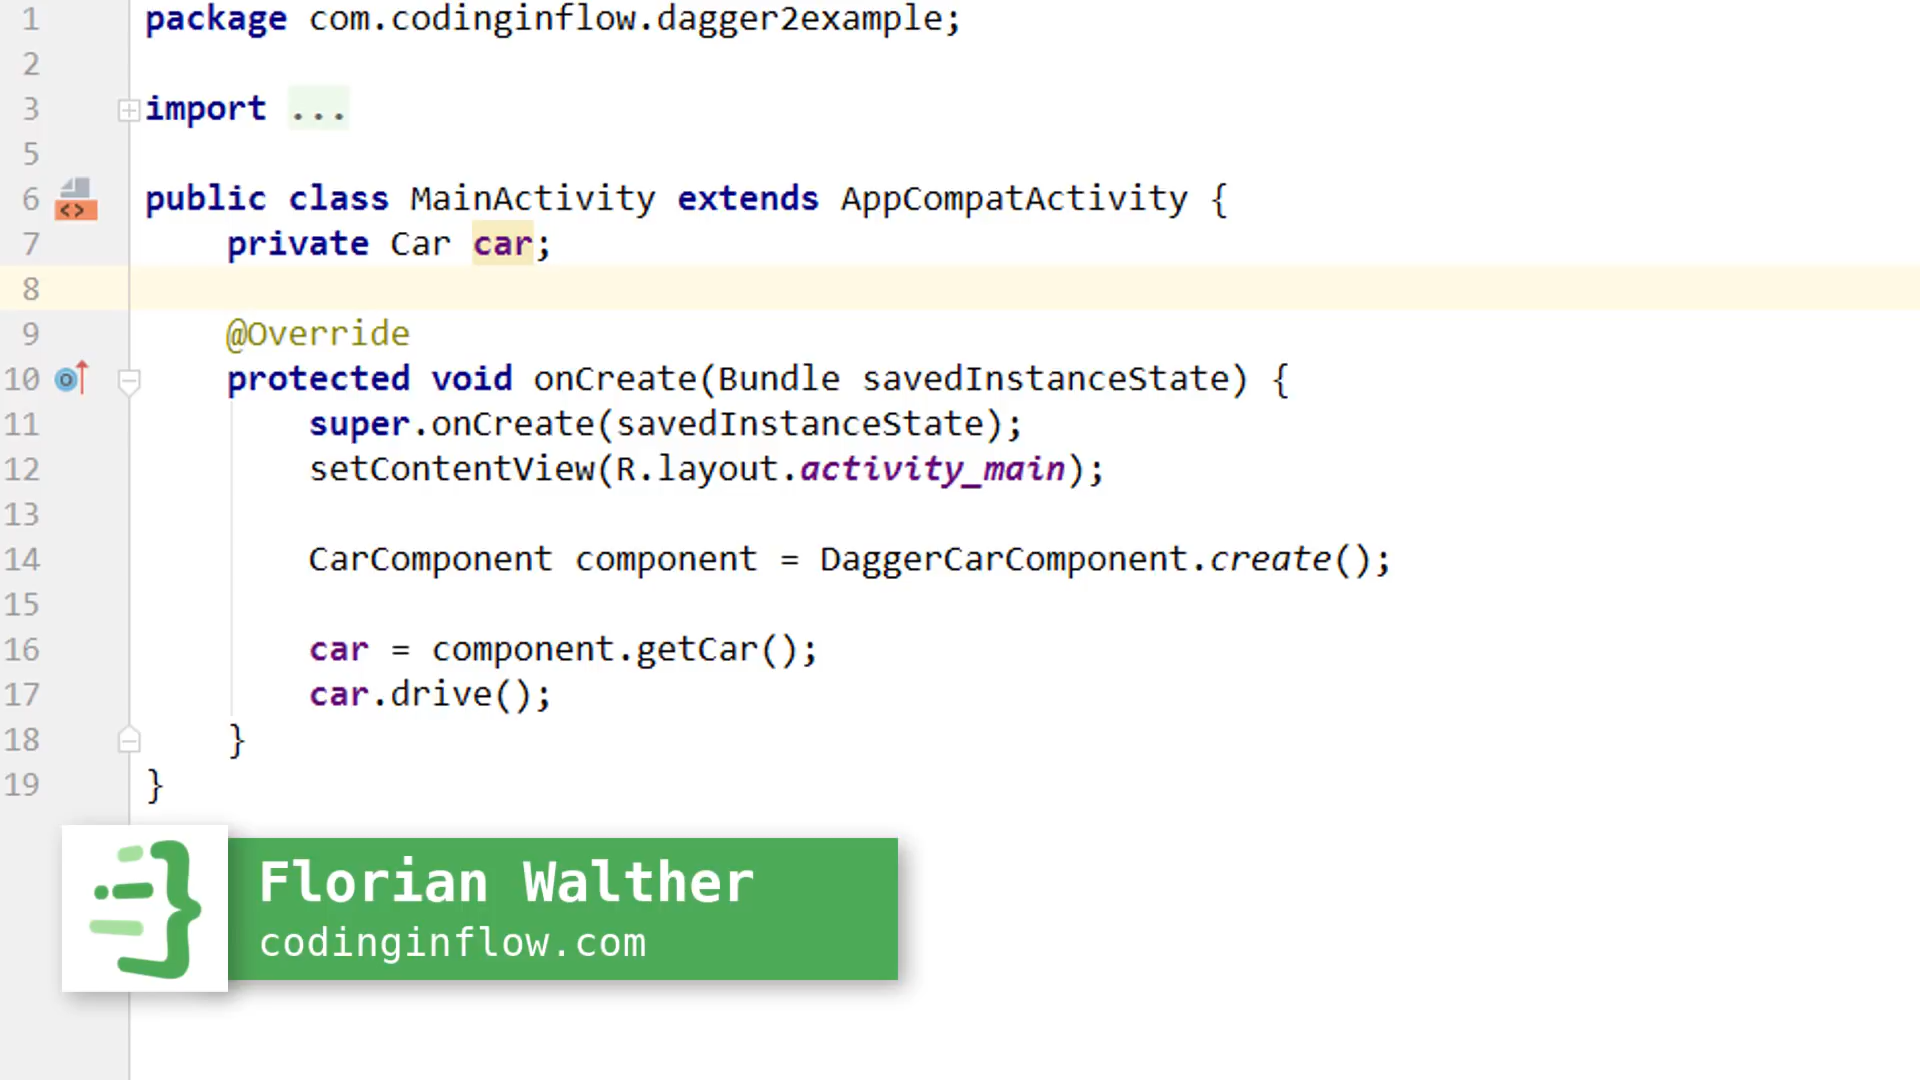 1 package com.codinginflow.dagger2example;
2
3 import ...
5
6 public class MainActivity extends AppCompatActivity {
7 private Car car;
8
9 @Override
10 protected void onCreate(Bundle savedInstanceState) {
11 super.onCreate(savedInstanceState);
12 setContentView(R.layout.activity_main);
13
14 CarComponent component = DaggerCarComponent.create();
15
16 car = component.getCar();
17 car.drive();
18 }
19 }
Florian Walther
codinginflow.com